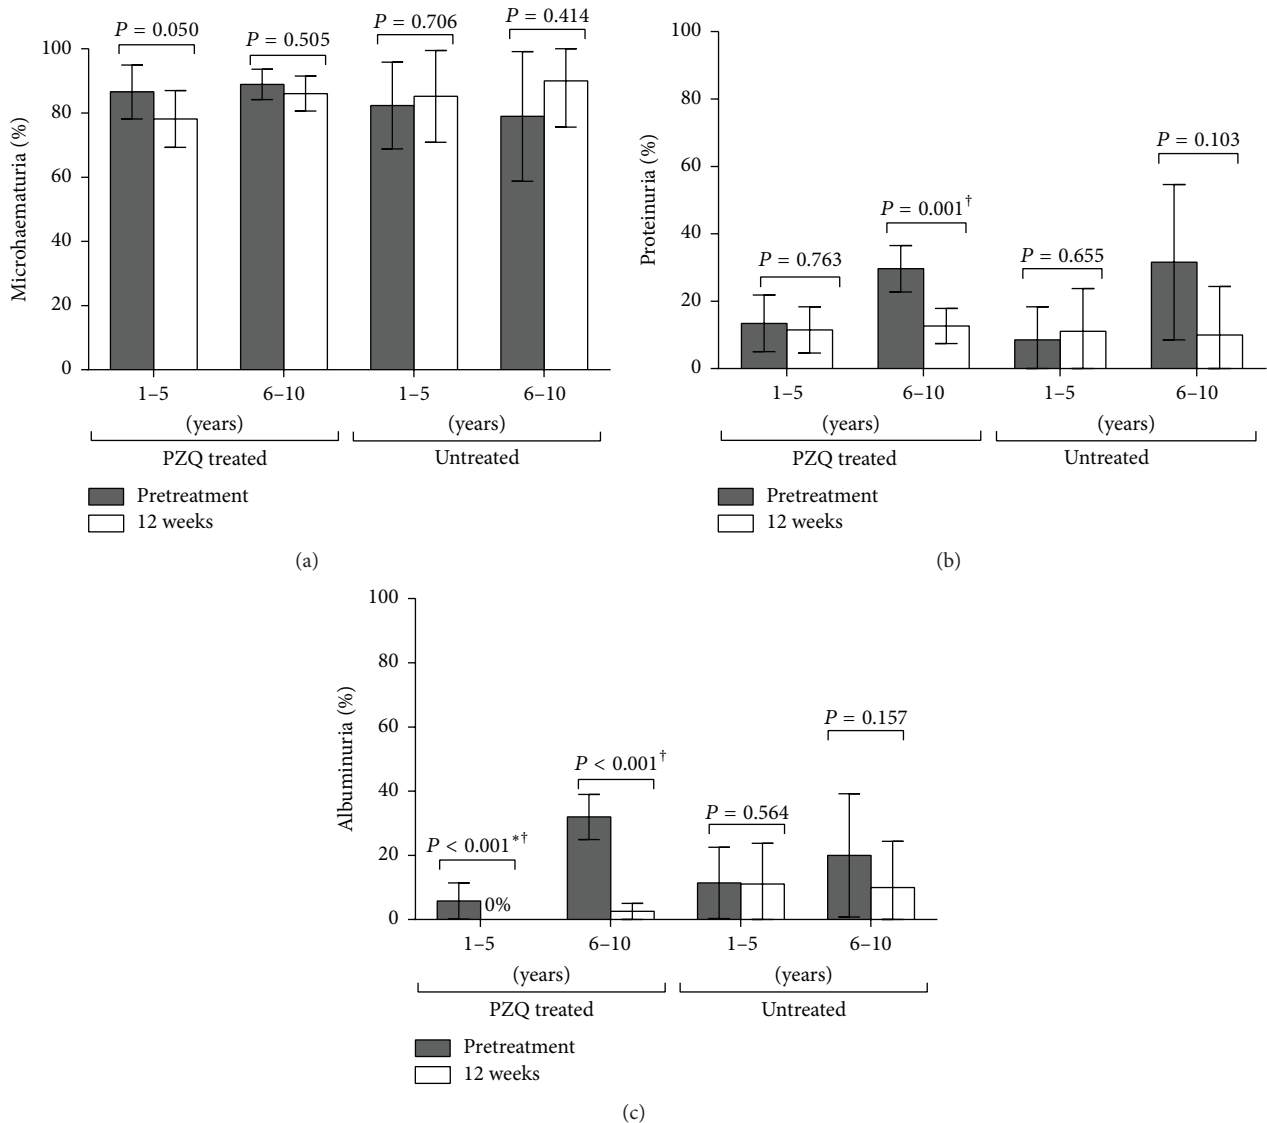 P = 0.050
P = 0.505
P = 0.706
P = 0.414
Microhaematuria (%)
100
80
60
40
20
0
1–5
6–10
1–5
6–10
(years)
(years)
PZQ treated
Untreated
Pretreatment
12 weeks
(a)
Proteinuria (%)
100
80
60
40
20
0
P = 0.763
P = 0.001†
P = 0.655
P = 0.103
1–5
6–10
1–5
6–10
(years)
(years)
PZQ treated
Untreated
Pretreatment
12 weeks
(b)
Albuminuria (%)
100
80
60
40
20
0
P < 0.001*†
0%
P < 0.001†
P = 0.564
P = 0.157
1–5
6–10
1–5
6–10
(years)
(years)
PZQ treated
Untreated
Pretreatment
12 weeks
(c)